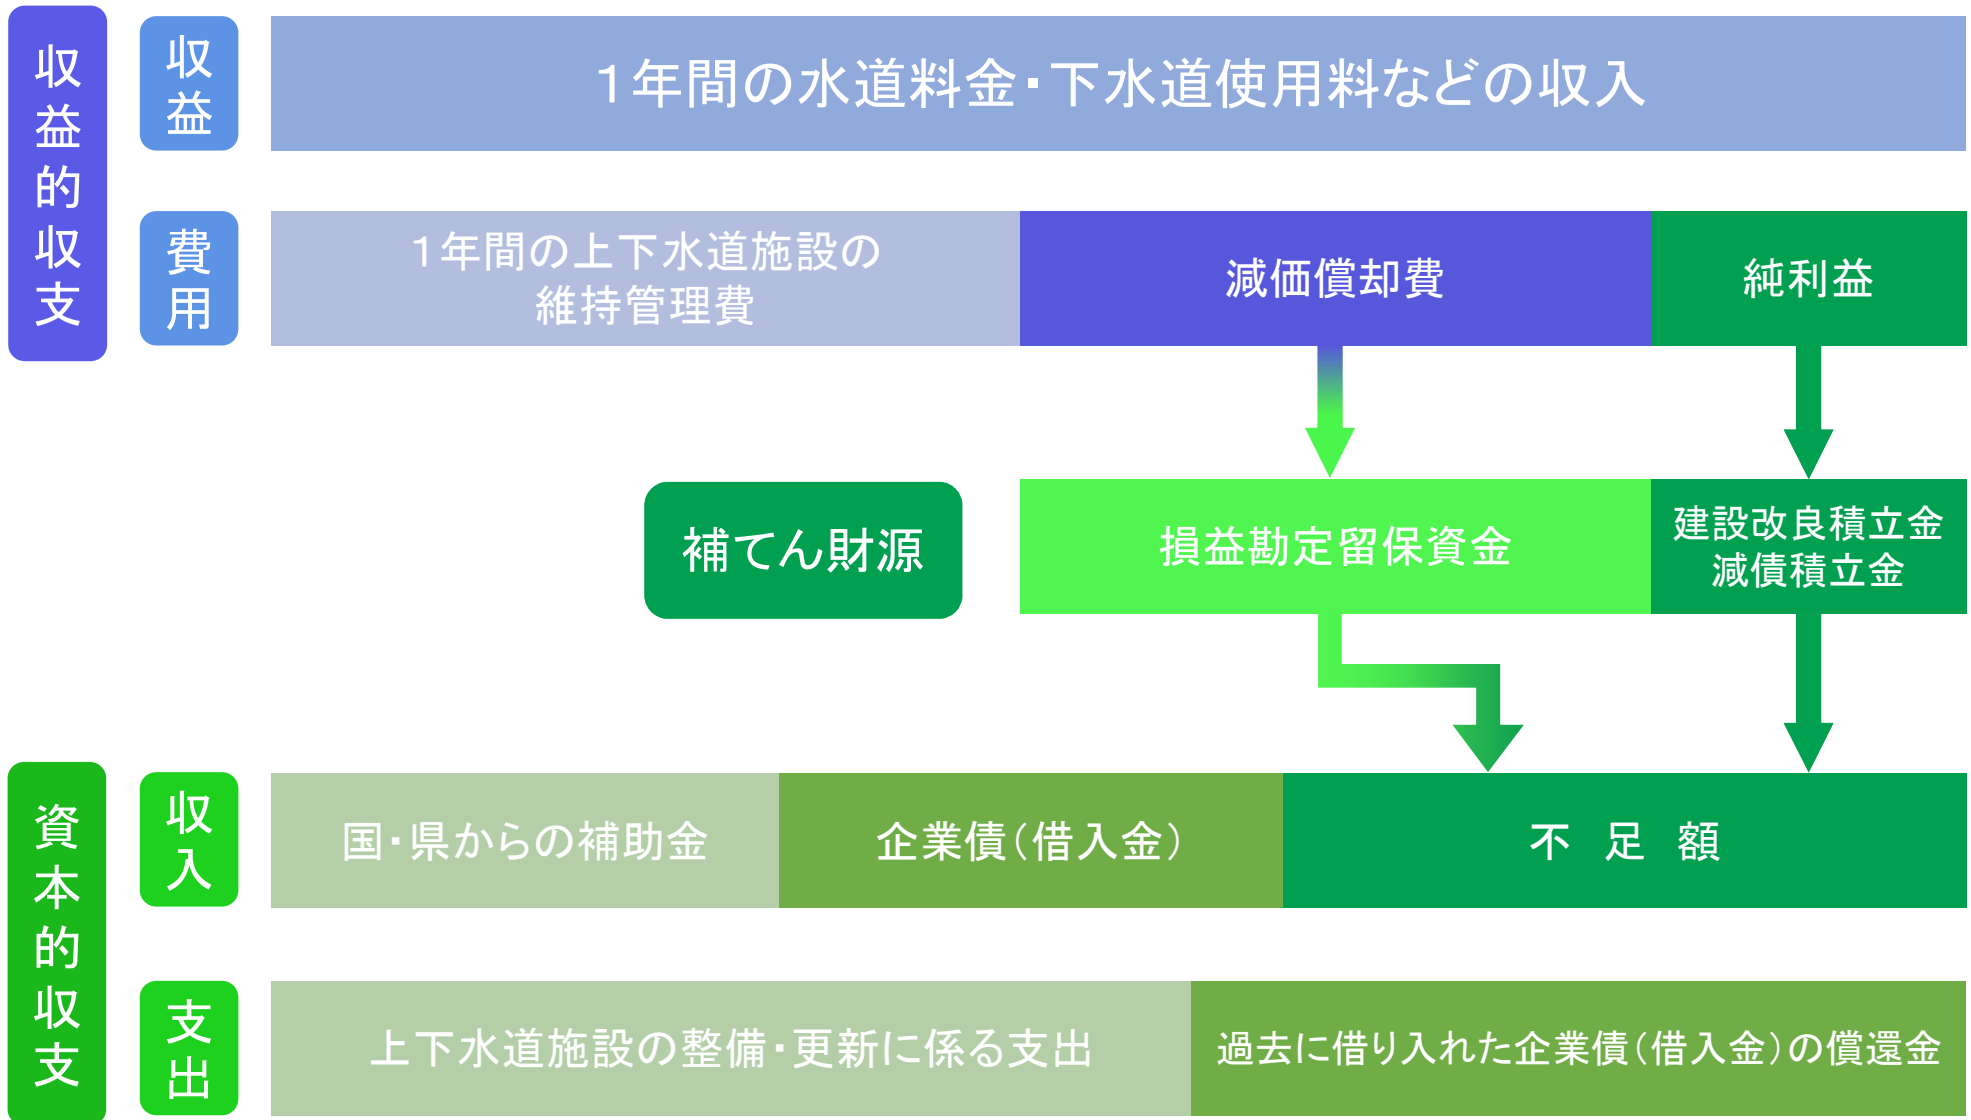 収益的収支
収益
１年間の水道料金・下水道使用料などの収入
費用
１年間の上下水道施設の
維持管理費
減価償却費
純利益
補てん財源
損益勘定留保資金
建設改良積立金
減債積立金
資本的収支
収入
国・県からの補助金
企業債（借入金）
不　足　額
支出
上下水道施設の整備・更新に係る支出
過去に借り入れた企業債（借入金）の償還金